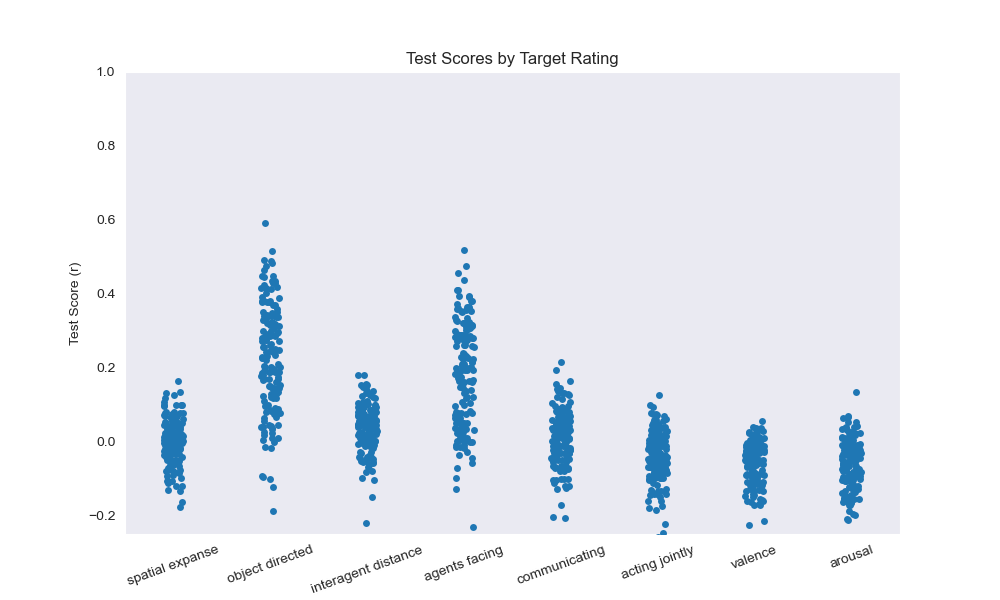 Test Scores by Target Rating
1.0
0.8
0.6
0.4
0.2
0.0
−0.2
Test Score (r)
spatial expanse
object directed
interagent distance
agents facing
communicating
acting jointly
valence
arousal